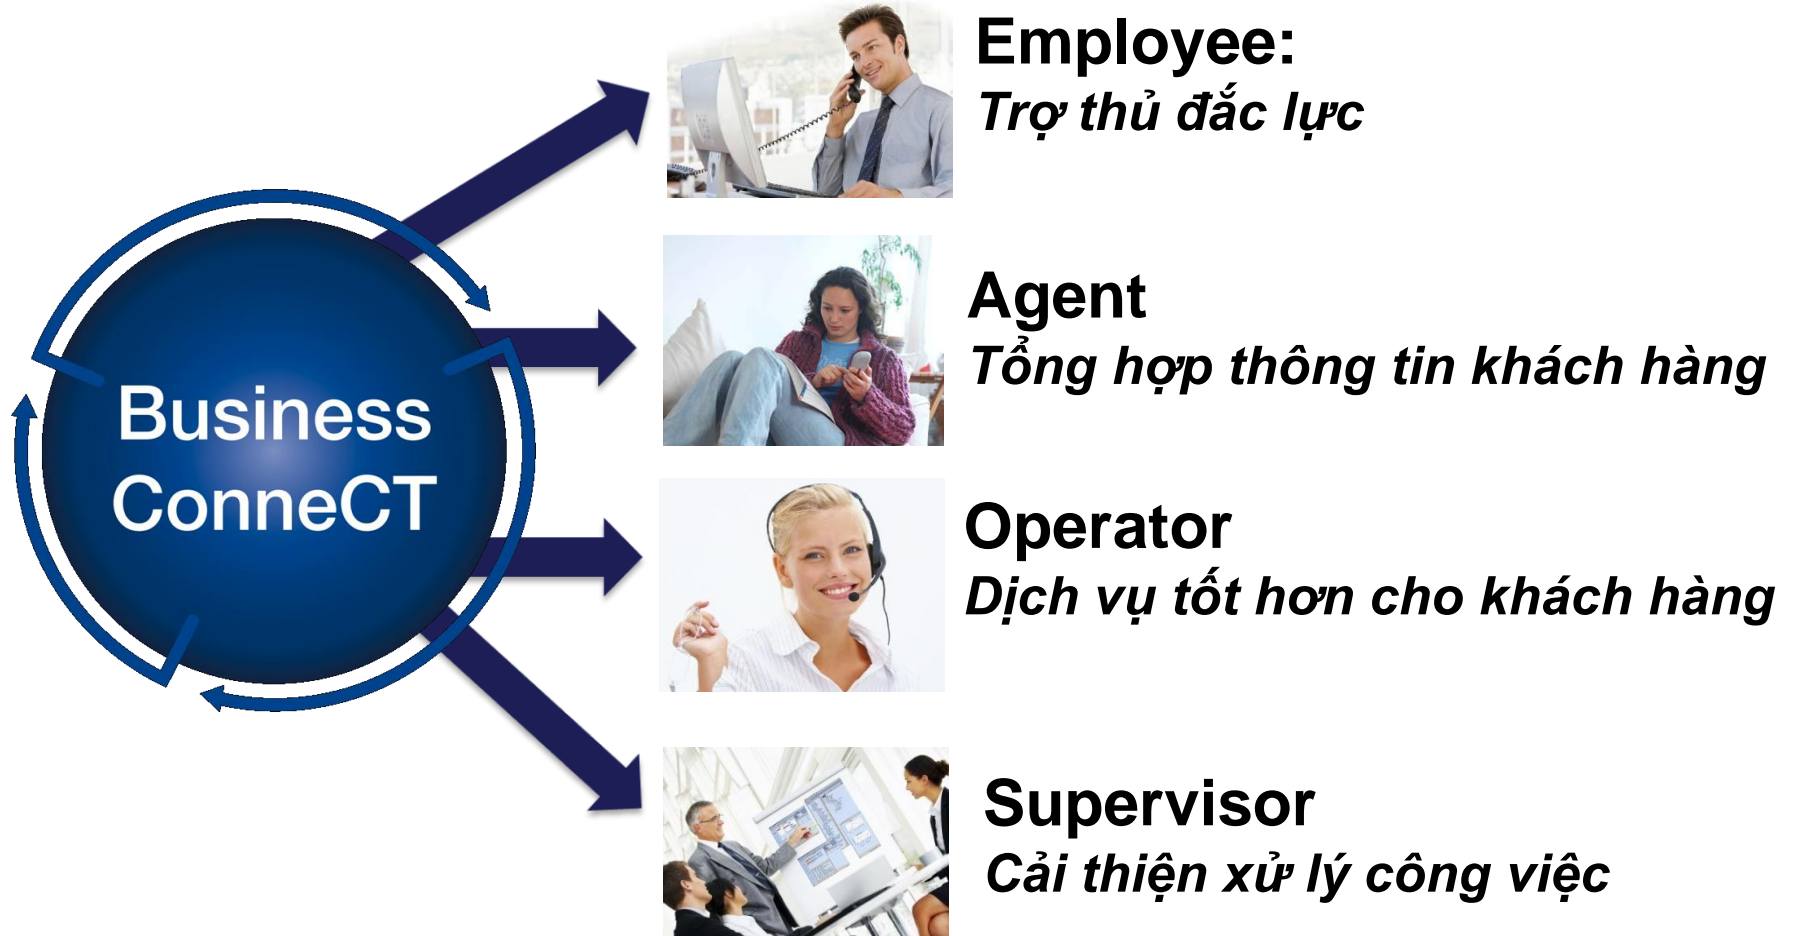 Business
ConneCT
Employee:
Trợ thủ đắc lực
Agent
Tổng hợp thông tin khách hàng
Operator
Dịch vụ tốt hơn cho khách hàng
Supervisor
Cải thiện xử lý công việc